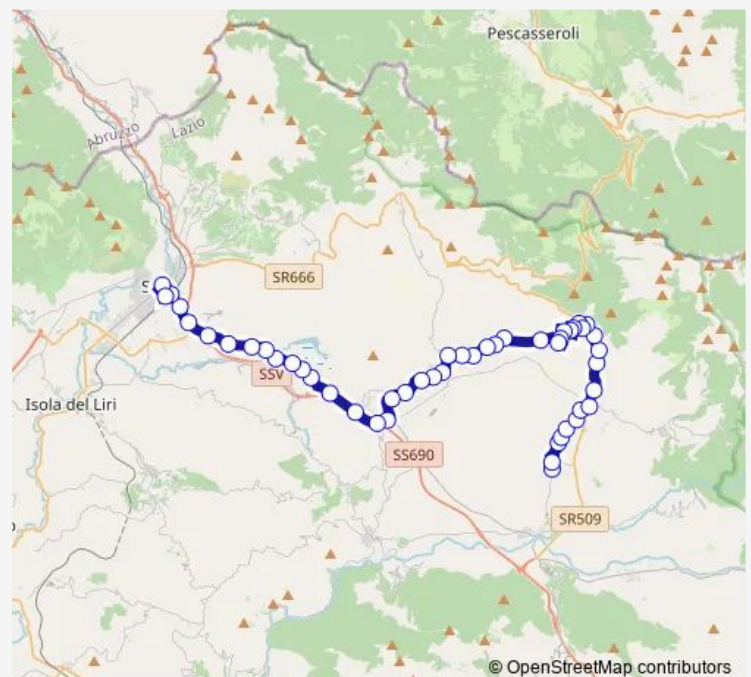 Pescasseroli
Abruzzo
Lazio
SR666
S
SSV
Isola del Liri
SS690
SR509
© OpenStreetMap contributors